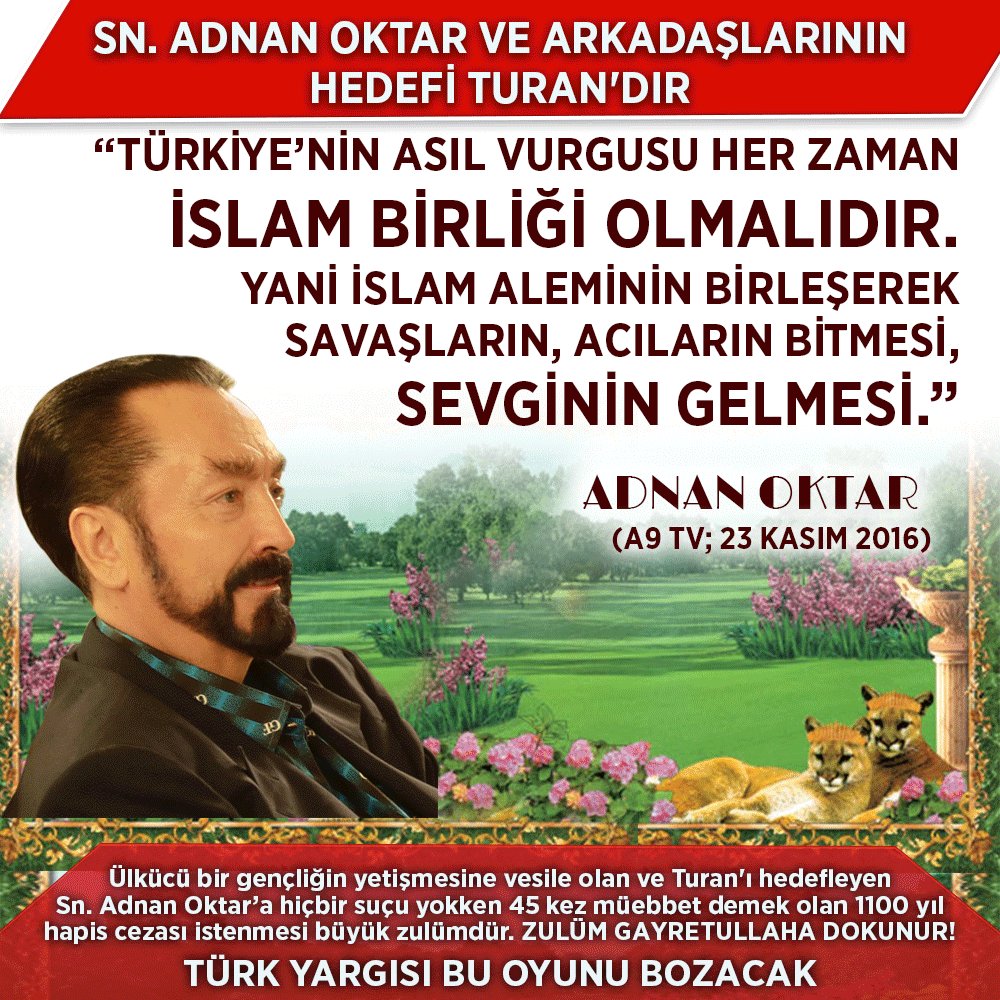 SN. ADNAN OKTAR VE ARKADAŞLARININ
HEDEFİ TURAN'DIR
“TÜRKİYE’NİN ASIL VURGUSU HER ZAMAN
İSLAM BİRLİĞİ OLMALIDIR.
YANİ İSLAM ALEMİNİN BİRLEŞEREK
SAVAŞLARIN, ACILARIN BİTMESİ,
SEVGİNİN GELMESİ.”
ADNAN OKTAR
(A9 TV; 23 KASIM 2016)
Ülkücü bir gençliğin yetişmesine vesile olan ve Turan'ı hedefleyen
Sn. Adnan Oktar’a hiçbir suçu yokken 45 kez müebbet demek olan 1100 yıl
hapis cezası istenmesi büyük zulümdür. ZULÜM GAYRETULLAHA DOKUNUR!
TÜRK YARGISI BU OYUNU BOZACAK